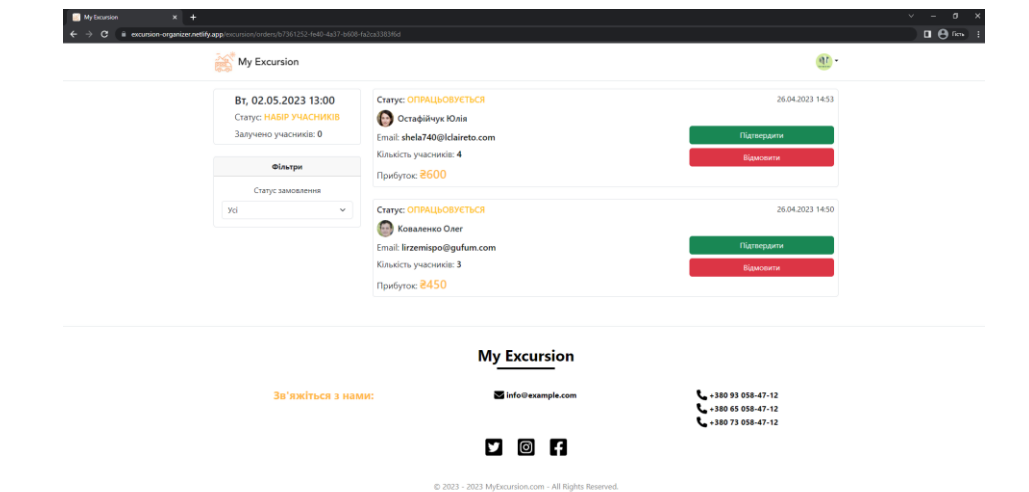 My Excursion
excursion-organizer.netlify.app/excursion/orders/b7361252-fe40-4a37-b608-fa2ca3383f6d
Гість
My Excursion
Вт, 02.05.2023 13:00
Статус: НАБІР УЧАСНИКІВ
Залучено учасників: 0
Фільтри
Статус замовлення
Усі
Статус: ОПРАЦЬОВУЄТЬСЯ
26.04.2023 14:53
Остафійчук Юлія
Email: shela740@lclaireto.com
Кількість учасників: 4
Прибуток: ₴600
Підтвердити
Відмовити
Статус: ОПРАЦЬОВУЄТЬСЯ
26.04.2023 14:50
Коваленко Олег
Email: lirzemispo@gufum.com
Кількість учасників: 3
Прибуток: ₴450
Підтвердити
Відмовити
My Excursion
Зв'яжіться з нами:
info@example.com
+380 93 058-47-12
+380 65 058-47-12
+380 73 058-47-12
© 2023 - 2023 MyExcursion.com - All Rights Reserved.